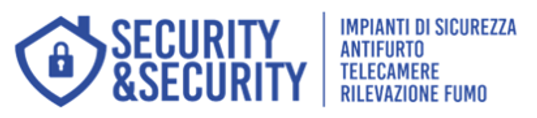 SECURITY
&SECURITY
IMPIANTI DI SICUREZZA
ANTIFURTO
TELECAMERE
RILEVAZIONE FUMO